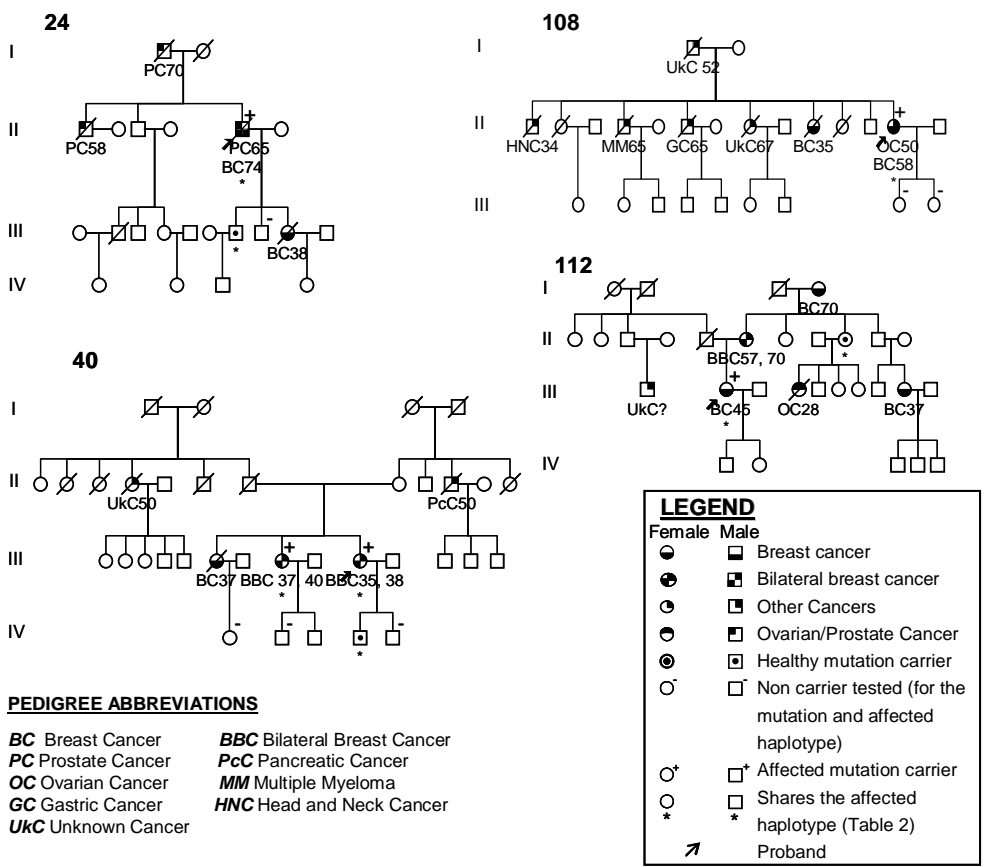 24
I
PC70
II
+
PC58
PC65
BC74
*
III
-
*
BC38
IV
108
I
UkC 52
II
+
HNC34 MM65 GC65 UkC67 BC35 OC50
BC58
*
III
- -
112
I
BC70
II
BBC57, 70
*
III
+
UkC? BC45 OC28 BC37
*
IV
40
I
II
UkC50 PcC50
III
+ +
BC37 BBC 37, 40 BBC35, 38
* *
IV
- - -
*
PEDIGREE ABBREVIATIONS
BC Breast Cancer BBC Bilateral Breast Cancer
PC Prostate Cancer PcC Pancreatic Cancer
OC Ovarian Cancer MM Multiple Myeloma
GC Gastric Cancer HNC Head and Neck Cancer
UkC Unknown Cancer
LEGEND
Female Male
Breast cancer
Bilateral breast cancer
Other Cancers
Ovarian/Prostate Cancer
Healthy mutation carrier
- - Non carrier tested (for the
mutation and affected
haplotype)
+ + Affected mutation carrier
Shares the affected
* * haplotype (Table 2)
Proband